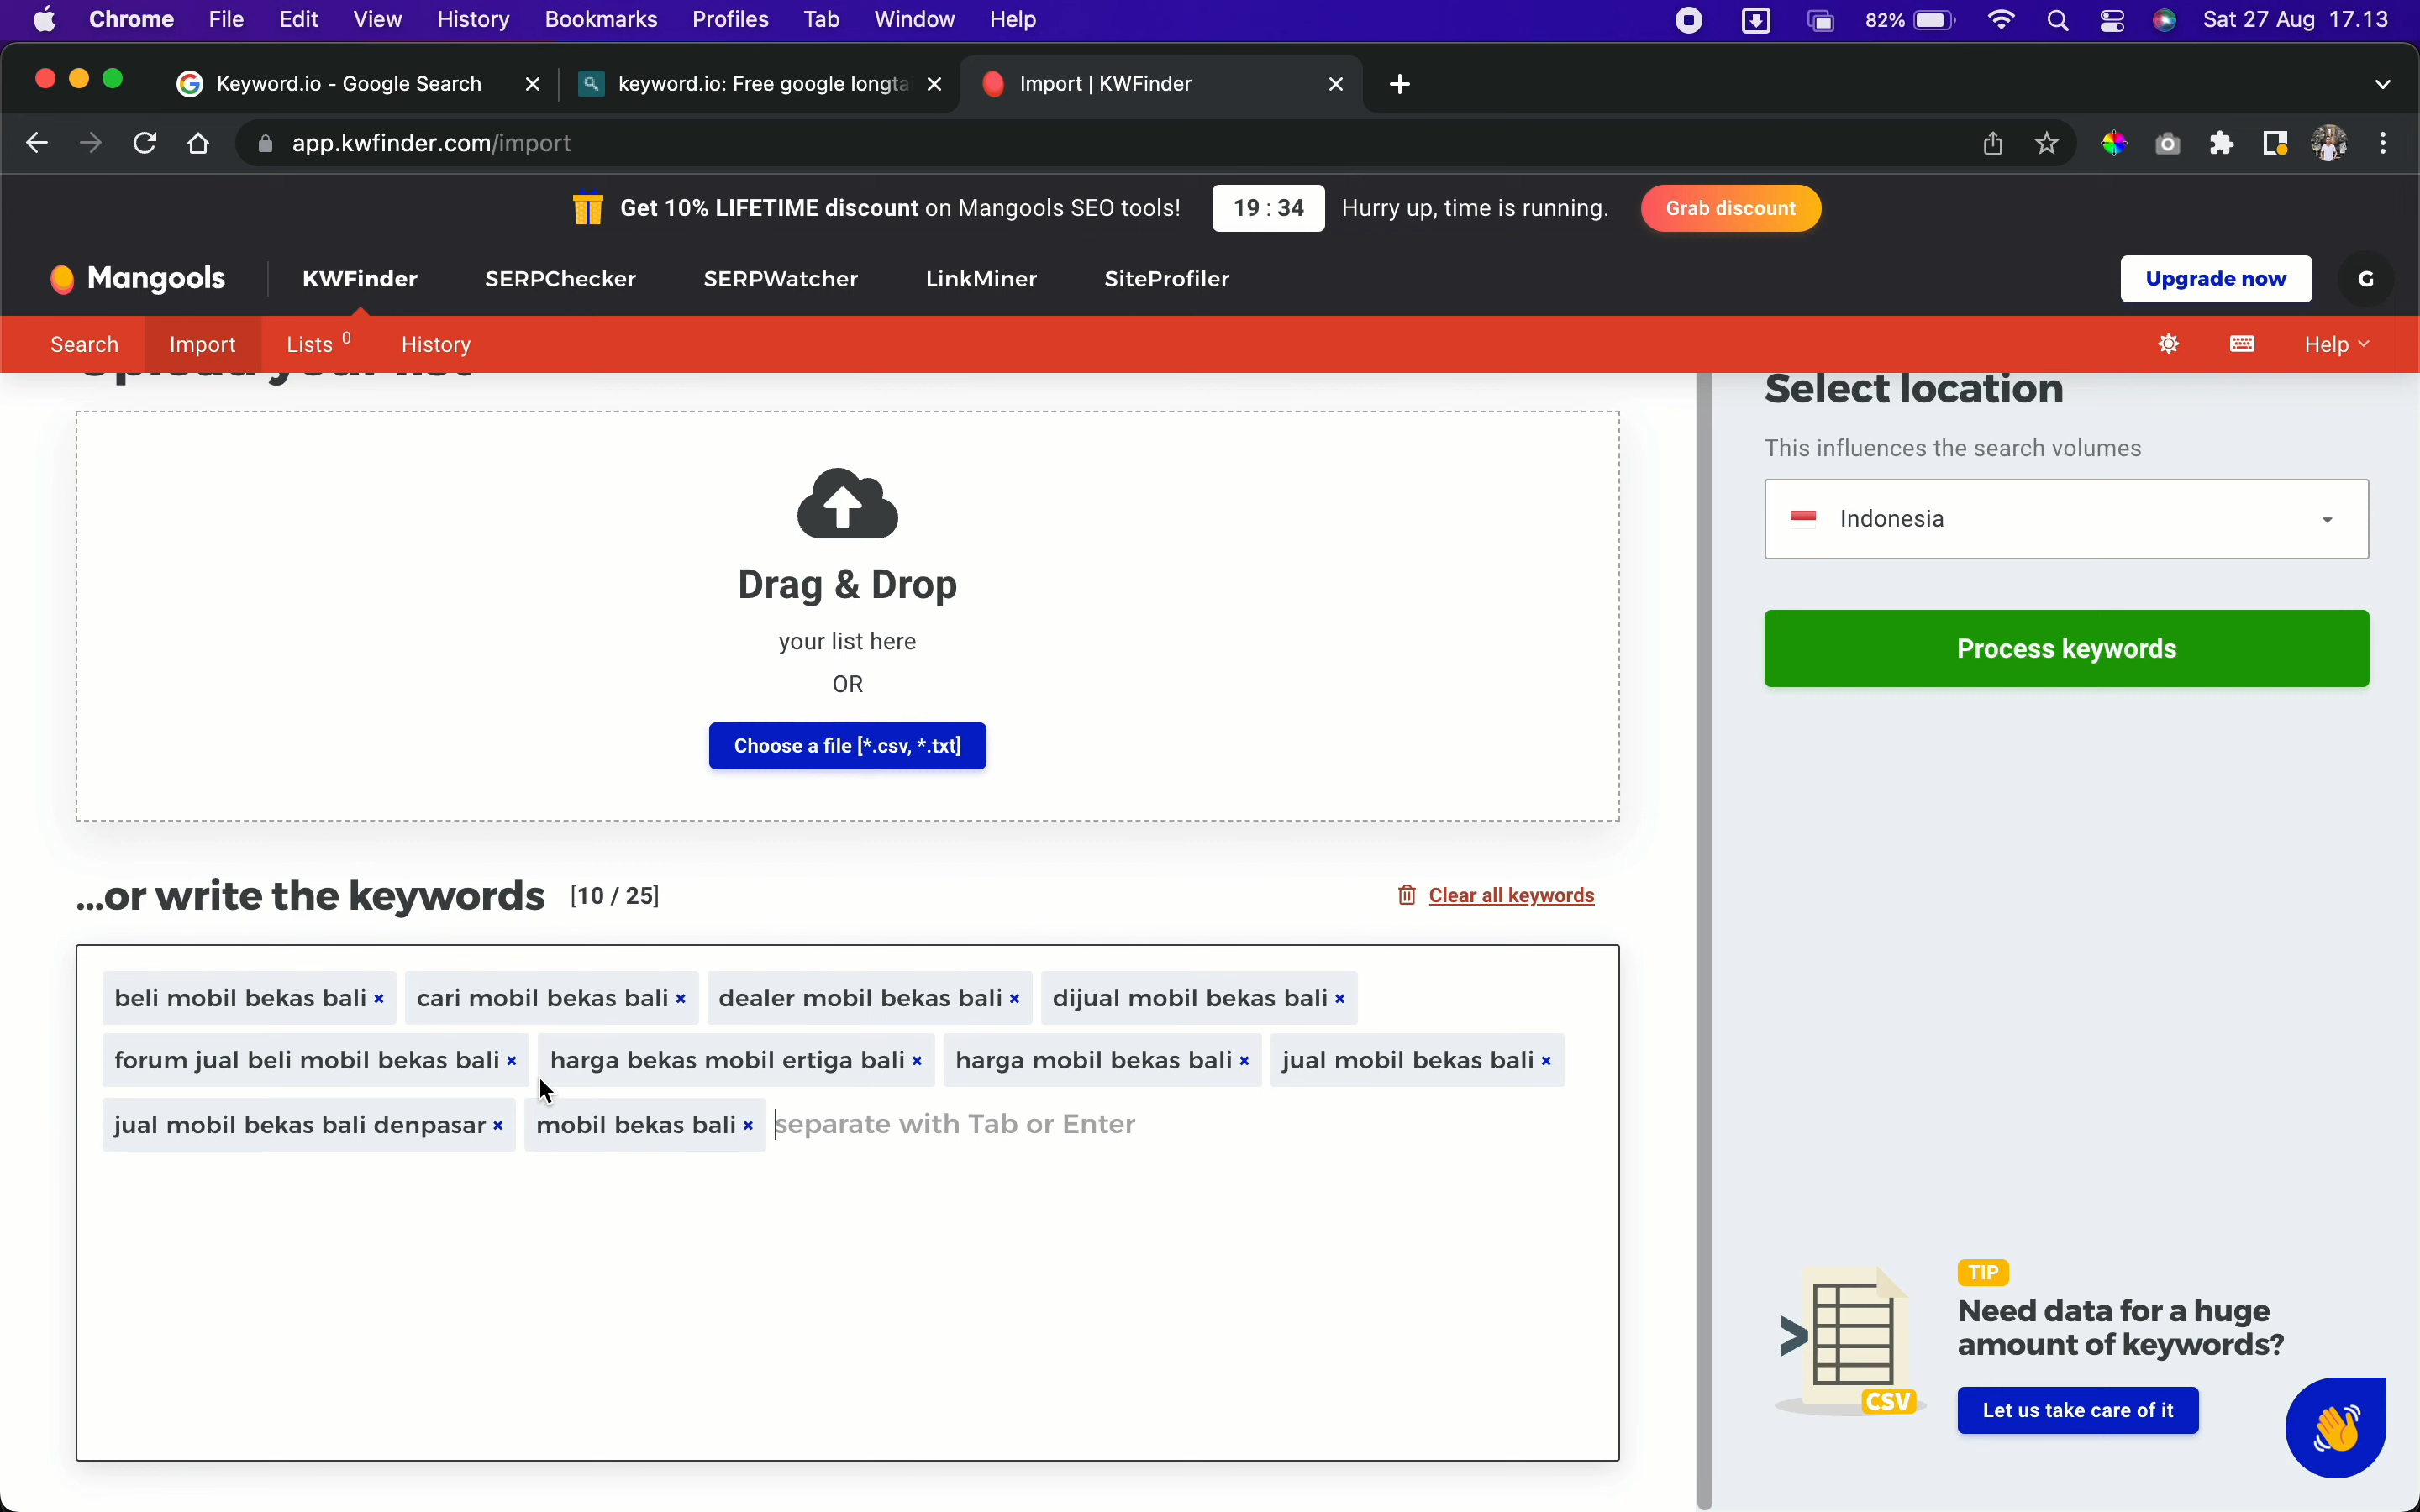 Chrome File Edit View History Bookmarks Profiles Tab Window Help 82% Sat 27 Aug 17.13
Keyword.io - Google Search keyword.io: Free google longta Import | KWFinder
app.kwfinder.com/import
Get 10% LIFETIME discount on Mangools SEO tools! 19 : 34 Hurry up, time is running. Grab discount
Mangools KWFinder SERPChecker SERPWatcher LinkMiner SiteProfiler Upgrade now G
Search Import Lists 0 History Help
Upload your list
Select location
This influences the search volumes
Indonesia
Process keywords
Drag & Drop
your list here
OR
Choose a file [*.csv, *.txt]
...or write the keywords [10 / 25] Clear all keywords
beli mobil bekas bali × cari mobil bekas bali × dealer mobil bekas bali × dijual mobil bekas bali ×
forum jual beli mobil bekas bali × harga bekas mobil ertiga bali × harga mobil bekas bali × jual mobil bekas bali ×
jual mobil bekas bali denpasar × mobil bekas bali × separate with Tab or Enter
TIP
Need data for a huge
amount of keywords?
CSV
Let us take care of it